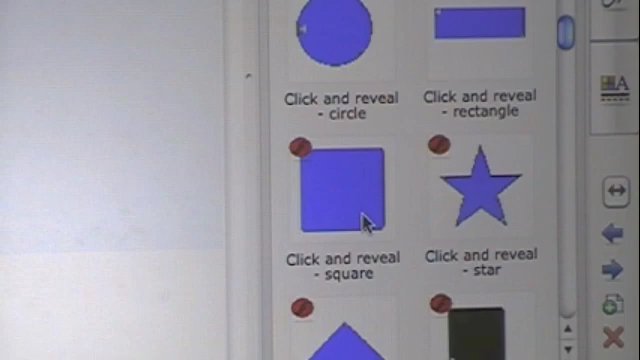 Click and reveal
- circle
Click and reveal
- rectangle
Click and reveal
- square
Click and reveal
- star
A